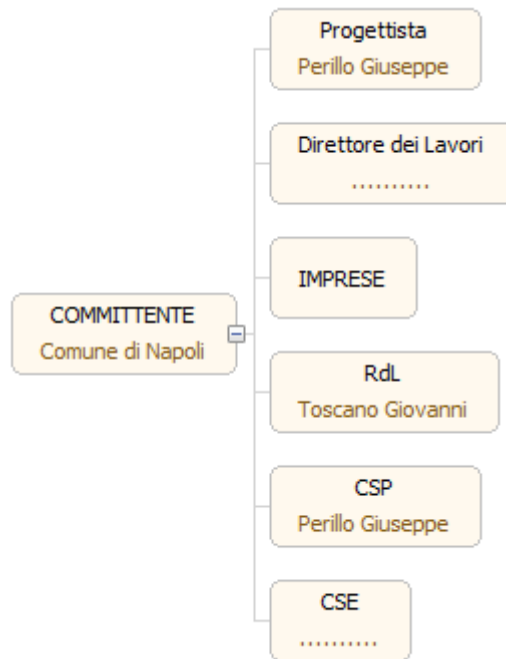 Progettista
Perillo Giuseppe
Direttore dei Lavori
..........
IMPRESE
COMMITTENTE
Comune di Napoli
RdL
Toscano Giovanni
CSP
Perillo Giuseppe
CSE
..........